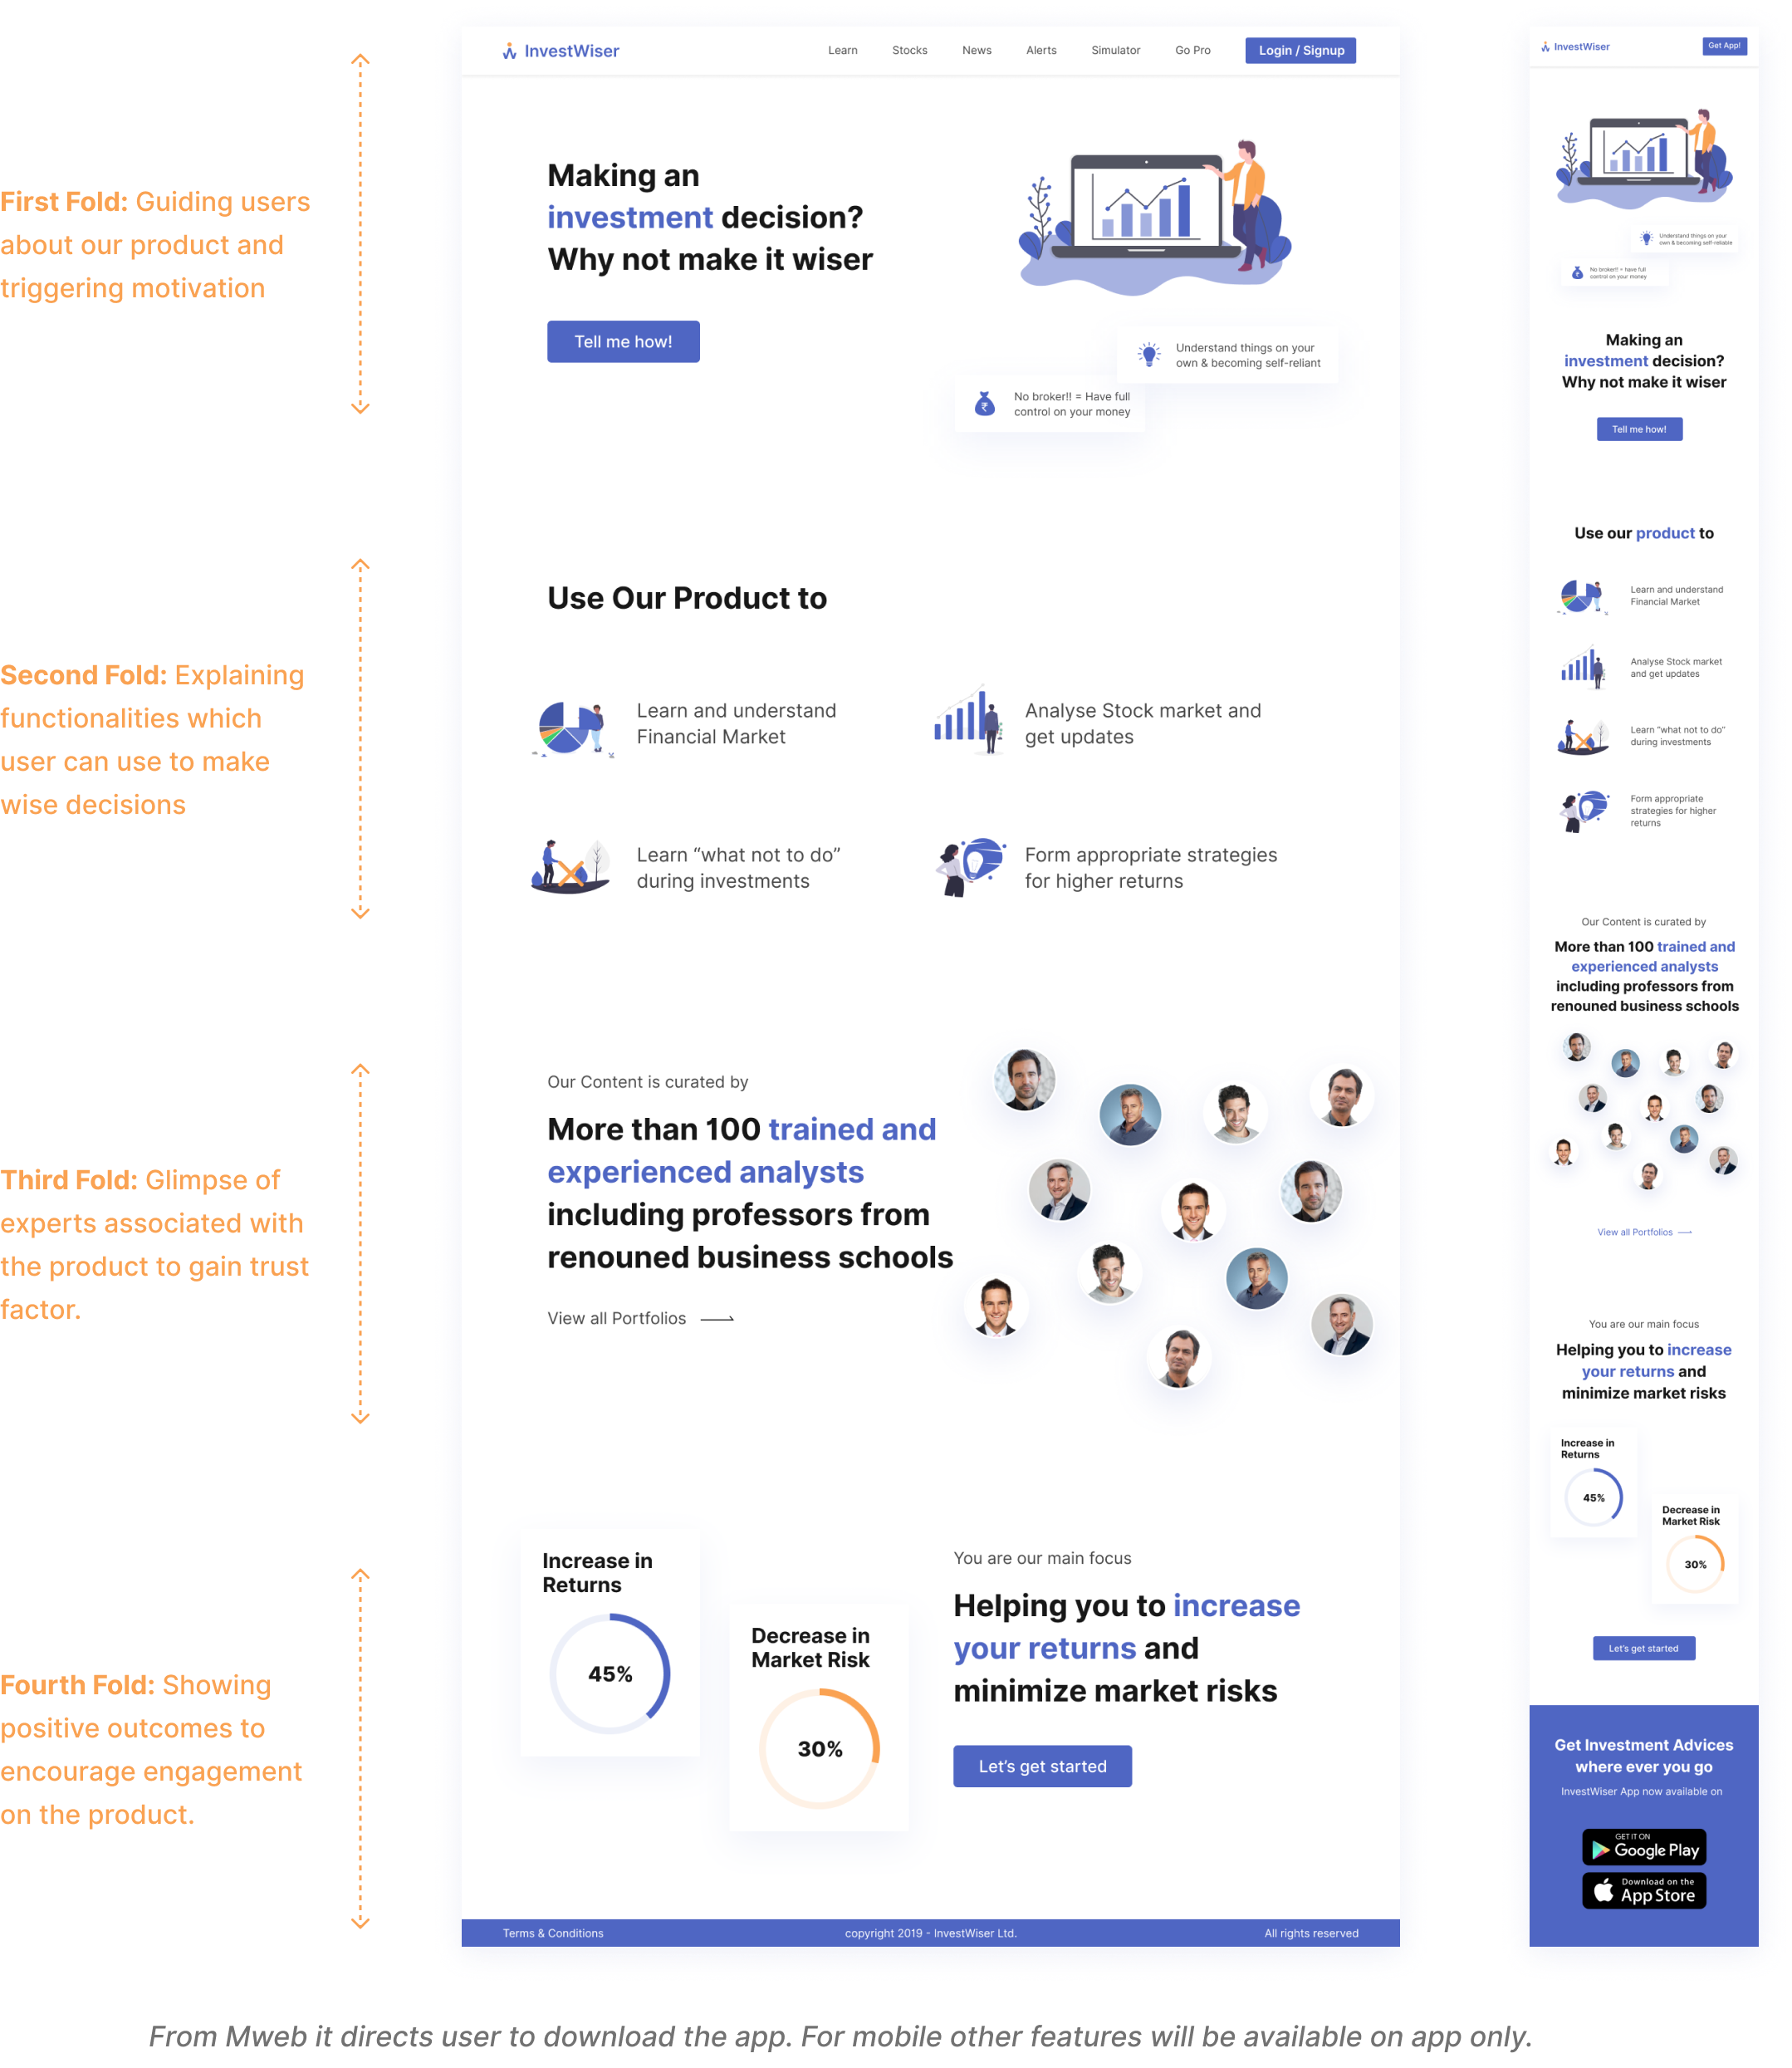 First Fold: Guiding users
about our product and
triggering motivation
Second Fold: Explaining
functionalities which
user can use to make
wise decisions
Third Fold: Glimpse of
experts associated with
the product to gain trust
factor.
Fourth Fold: Showing
positive outcomes to
encourage engagement
on the product.
InvestWiser
Learn Stocks News Alerts Simulator Go Pro Login / Signup
Making an
investment decision?
Why not make it wiser
Tell me how!
Understand things on your
own & becoming self-reliant
No broker!! = Have full
control on your money
Use Our Product to
Learn and understand
Financial Market
Analyse Stock market and
get updates
Learn “what not to do”
during investments
Form appropriate strategies
for higher returns
Our Content is curated by
More than 100 trained and
experienced analysts
including professors from
renouned business schools
View all Portfolios
Increase in
Returns
45%
Decrease in
Market Risk
30%
You are our main focus
Helping you to increase
your returns and
minimize market risks
Let’s get started
Terms & Conditions copyright 2019 - InvestWiser Ltd. All rights reserved
InvestWiser Get App!
Understand things on your
own & becoming self-reliable
No broker!! = have full
control on your money
Making an
investment decision?
Why not make it wiser
Tell me how!
Use our product to
Learn and understand
Financial Market
Analyse Stock market
and get updates
Learn “what not to do”
during investments
Form appropriate
strategies for higher
returns
Our Content is curated by
More than 100 trained and
experienced analysts
including professors from
renouned business schools
View all Portfolios
You are our main focus
Helping you to increase
your returns and
minimize market risks
Increase in
Returns
45%
Decrease in
Market Risk
30%
Let’s get started
Get Investment Advices
where ever you go
InvestWiser App now available on
GET IT ON
Google Play
Download on the
App Store
From Mweb it directs user to download the app. For mobile other features will be available on app only.